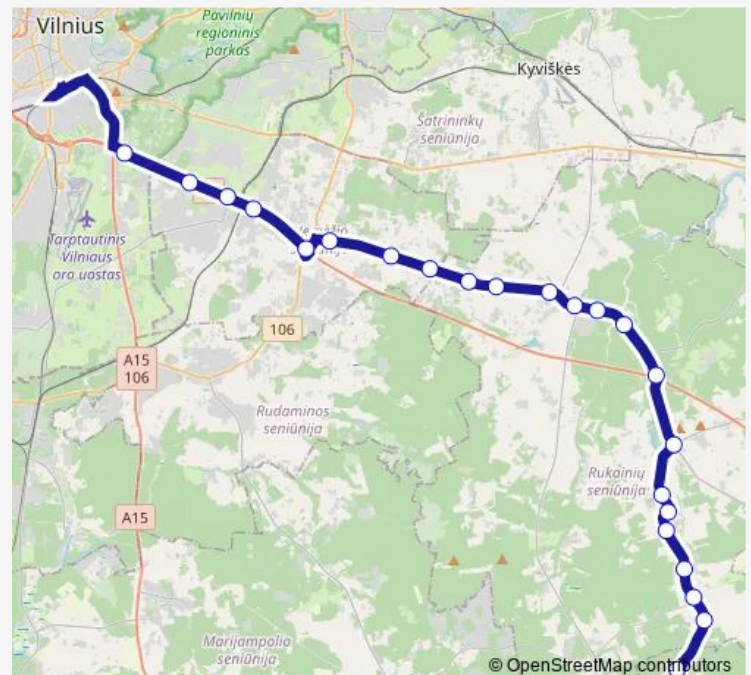 Vilnius
Pavilnių
regioninis
parkas
Kyviškės
Šatrininkų
seniūnija
Tarptautinis
Vilniaus
oro uostas
106
A15
106
Rudaminos
seniūnija
Rukainių
seniūnija
A15
Marijampolio
seniūnija
© OpenStreetMap contributors